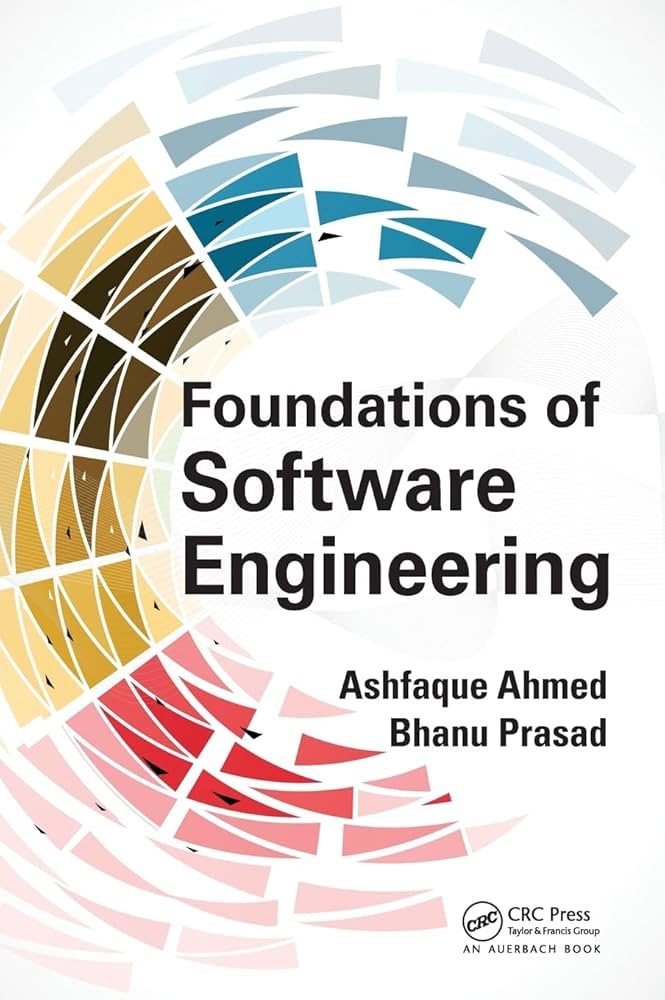 Foundations of
Software
Engineering
Ashfaque Ahmed
Bhanu Prasad
CRC CRC Press
Taylor & Francis Group
AN AUERBACH BOOK